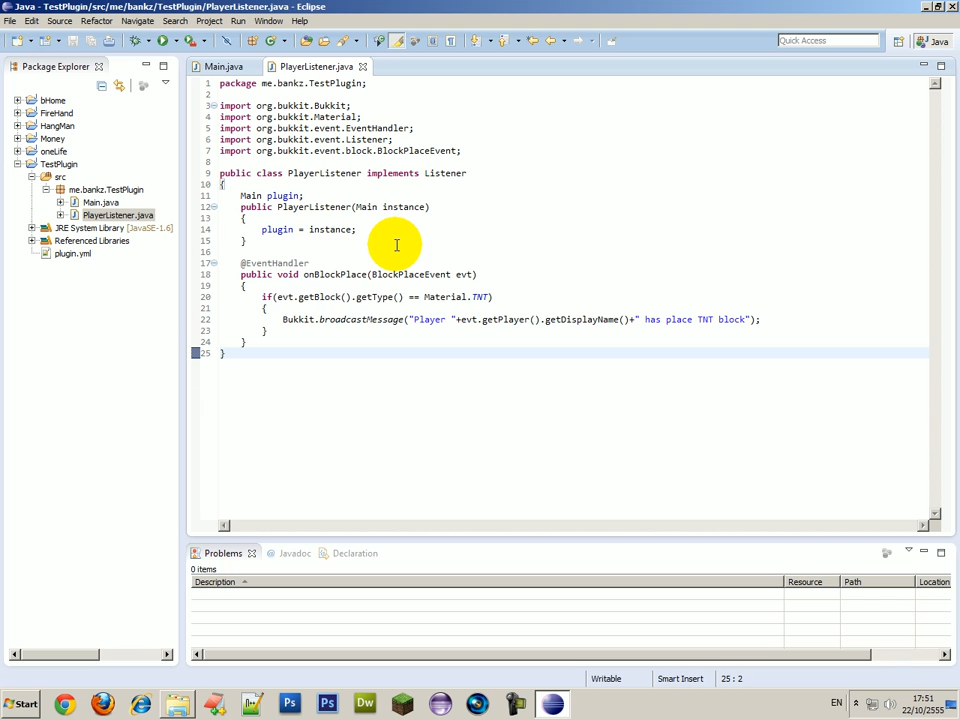 Java - TestPlugin/src/me/bankz/TestPlugin/PlayerListener.java - Eclipse
File Edit Source Refactor Navigate Search Project Run Window Help
Quick Access
Java
Package Explorer
bHome
FireHand
HangMan
Money
oneLife
TestPlugin
src
me.bankz.TestPlugin
Main.java
PlayerListener.java
JRE System Library [JavaSE-1.6]
Referenced Libraries
plugin.yml
Main.java PlayerListener.java
1 package me.bankz.TestPlugin;
2
3 import org.bukkit.Bukkit;
4 import org.bukkit.Material;
5 import org.bukkit.event.EventHandler;
6 import org.bukkit.event.Listener;
7 import org.bukkit.event.block.BlockPlaceEvent;
8
9 public class PlayerListener implements Listener
10 {
11 Main plugin;
12 public PlayerListener(Main instance)
13 {
14 plugin = instance;
15 }
16
17 @EventHandler
18 public void onBlockPlace(BlockPlaceEvent evt)
19 {
20 if(evt.getBlock().getType() == Material.TNT)
21 {
22 Bukkit.broadcastMessage("Player "+evt.getPlayer().getDisplayName()+" has place TNT block");
23 }
24 }
25 }
Problems Javadoc Declaration
0 items
Description Resource Path Location
Writable Smart Insert 25 : 2
Start Ps Ps Dw EN 17:51
22/10/2555